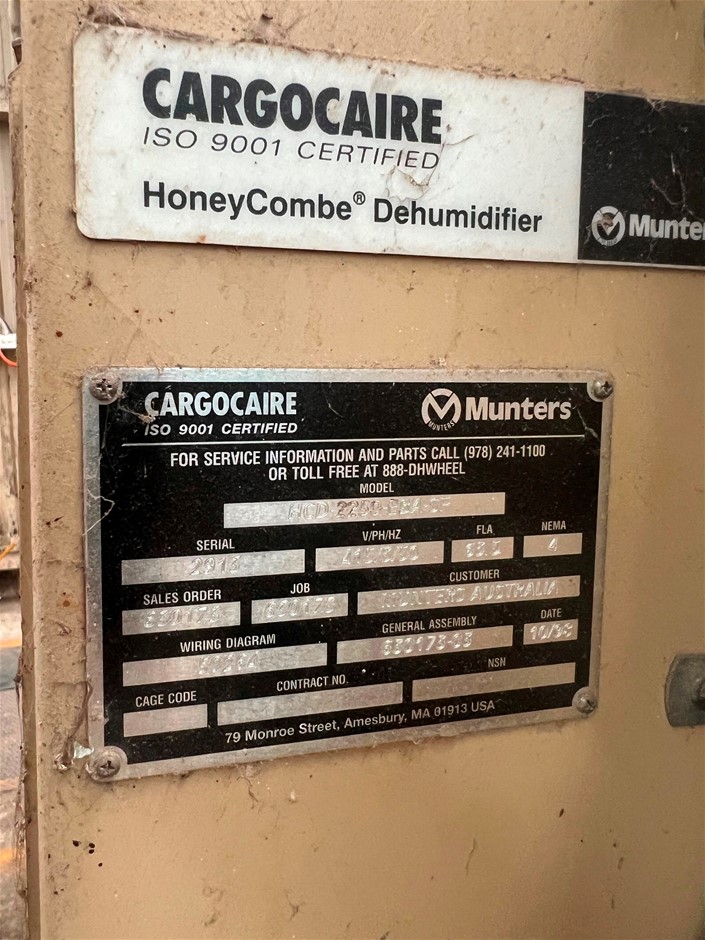 CARGOCAIRE
ISO 9001 CERTIFIED
HoneyCombe® Dehumidifier
Munter
CARGOCAIRE
ISO 9001 CERTIFIED
Munters
MUNTERS
FOR SERVICE INFORMATION AND PARTS CALL (978) 241-1100
OR TOLL FREE AT 888-DHWHEEL
MODEL
SERIAL
V/PH/HZ
FLA
NEMA
4
SALES ORDER
JOB
CUSTOMER
MUNTERS AUSTRALIA
WIRING DIAGRAM
GENERAL ASSEMBLY
DATE
CAGE CODE
CONTRACT NO.
NSN
79 Monroe Street, Amesbury, MA 01913 USA